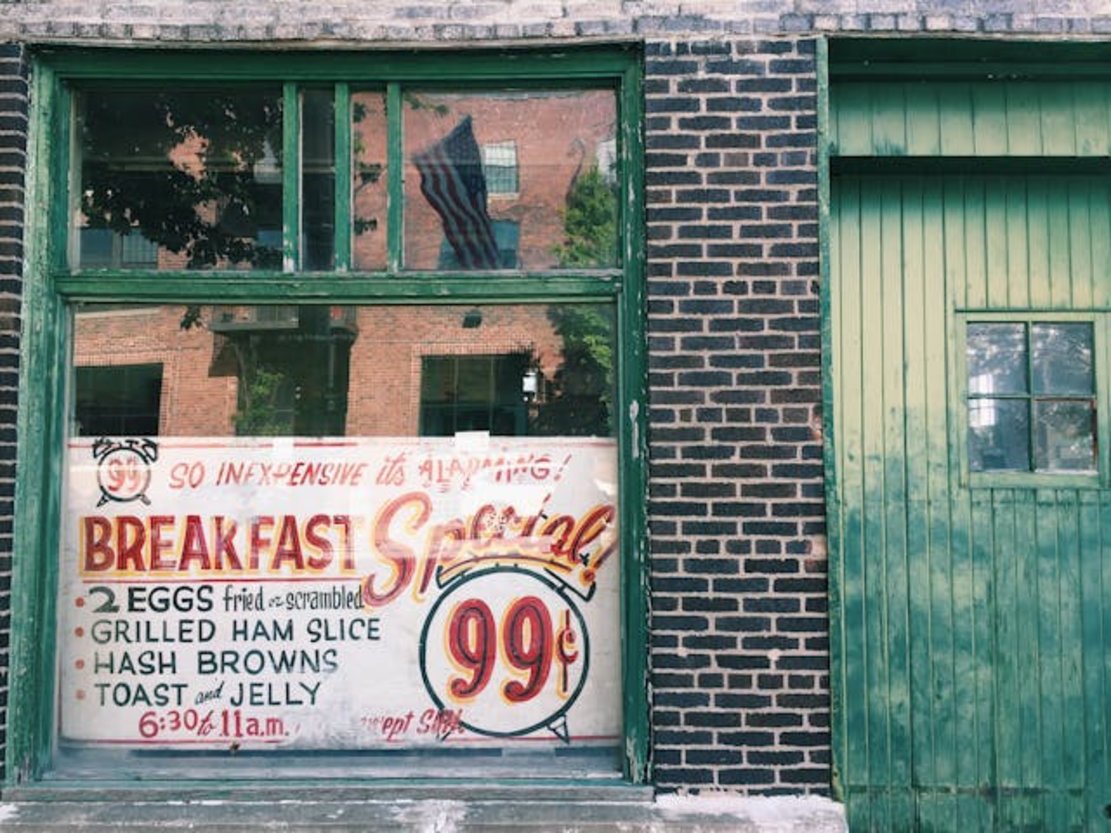 99¢ SO INEXPENSIVE its ALARMING!
BREAKFAST Special!
• 2 EGGS fried or scrambled
• GRILLED HAM SLICE
• HASH BROWNS
• TOAST and JELLY
99¢
6:30 to 11 a.m.